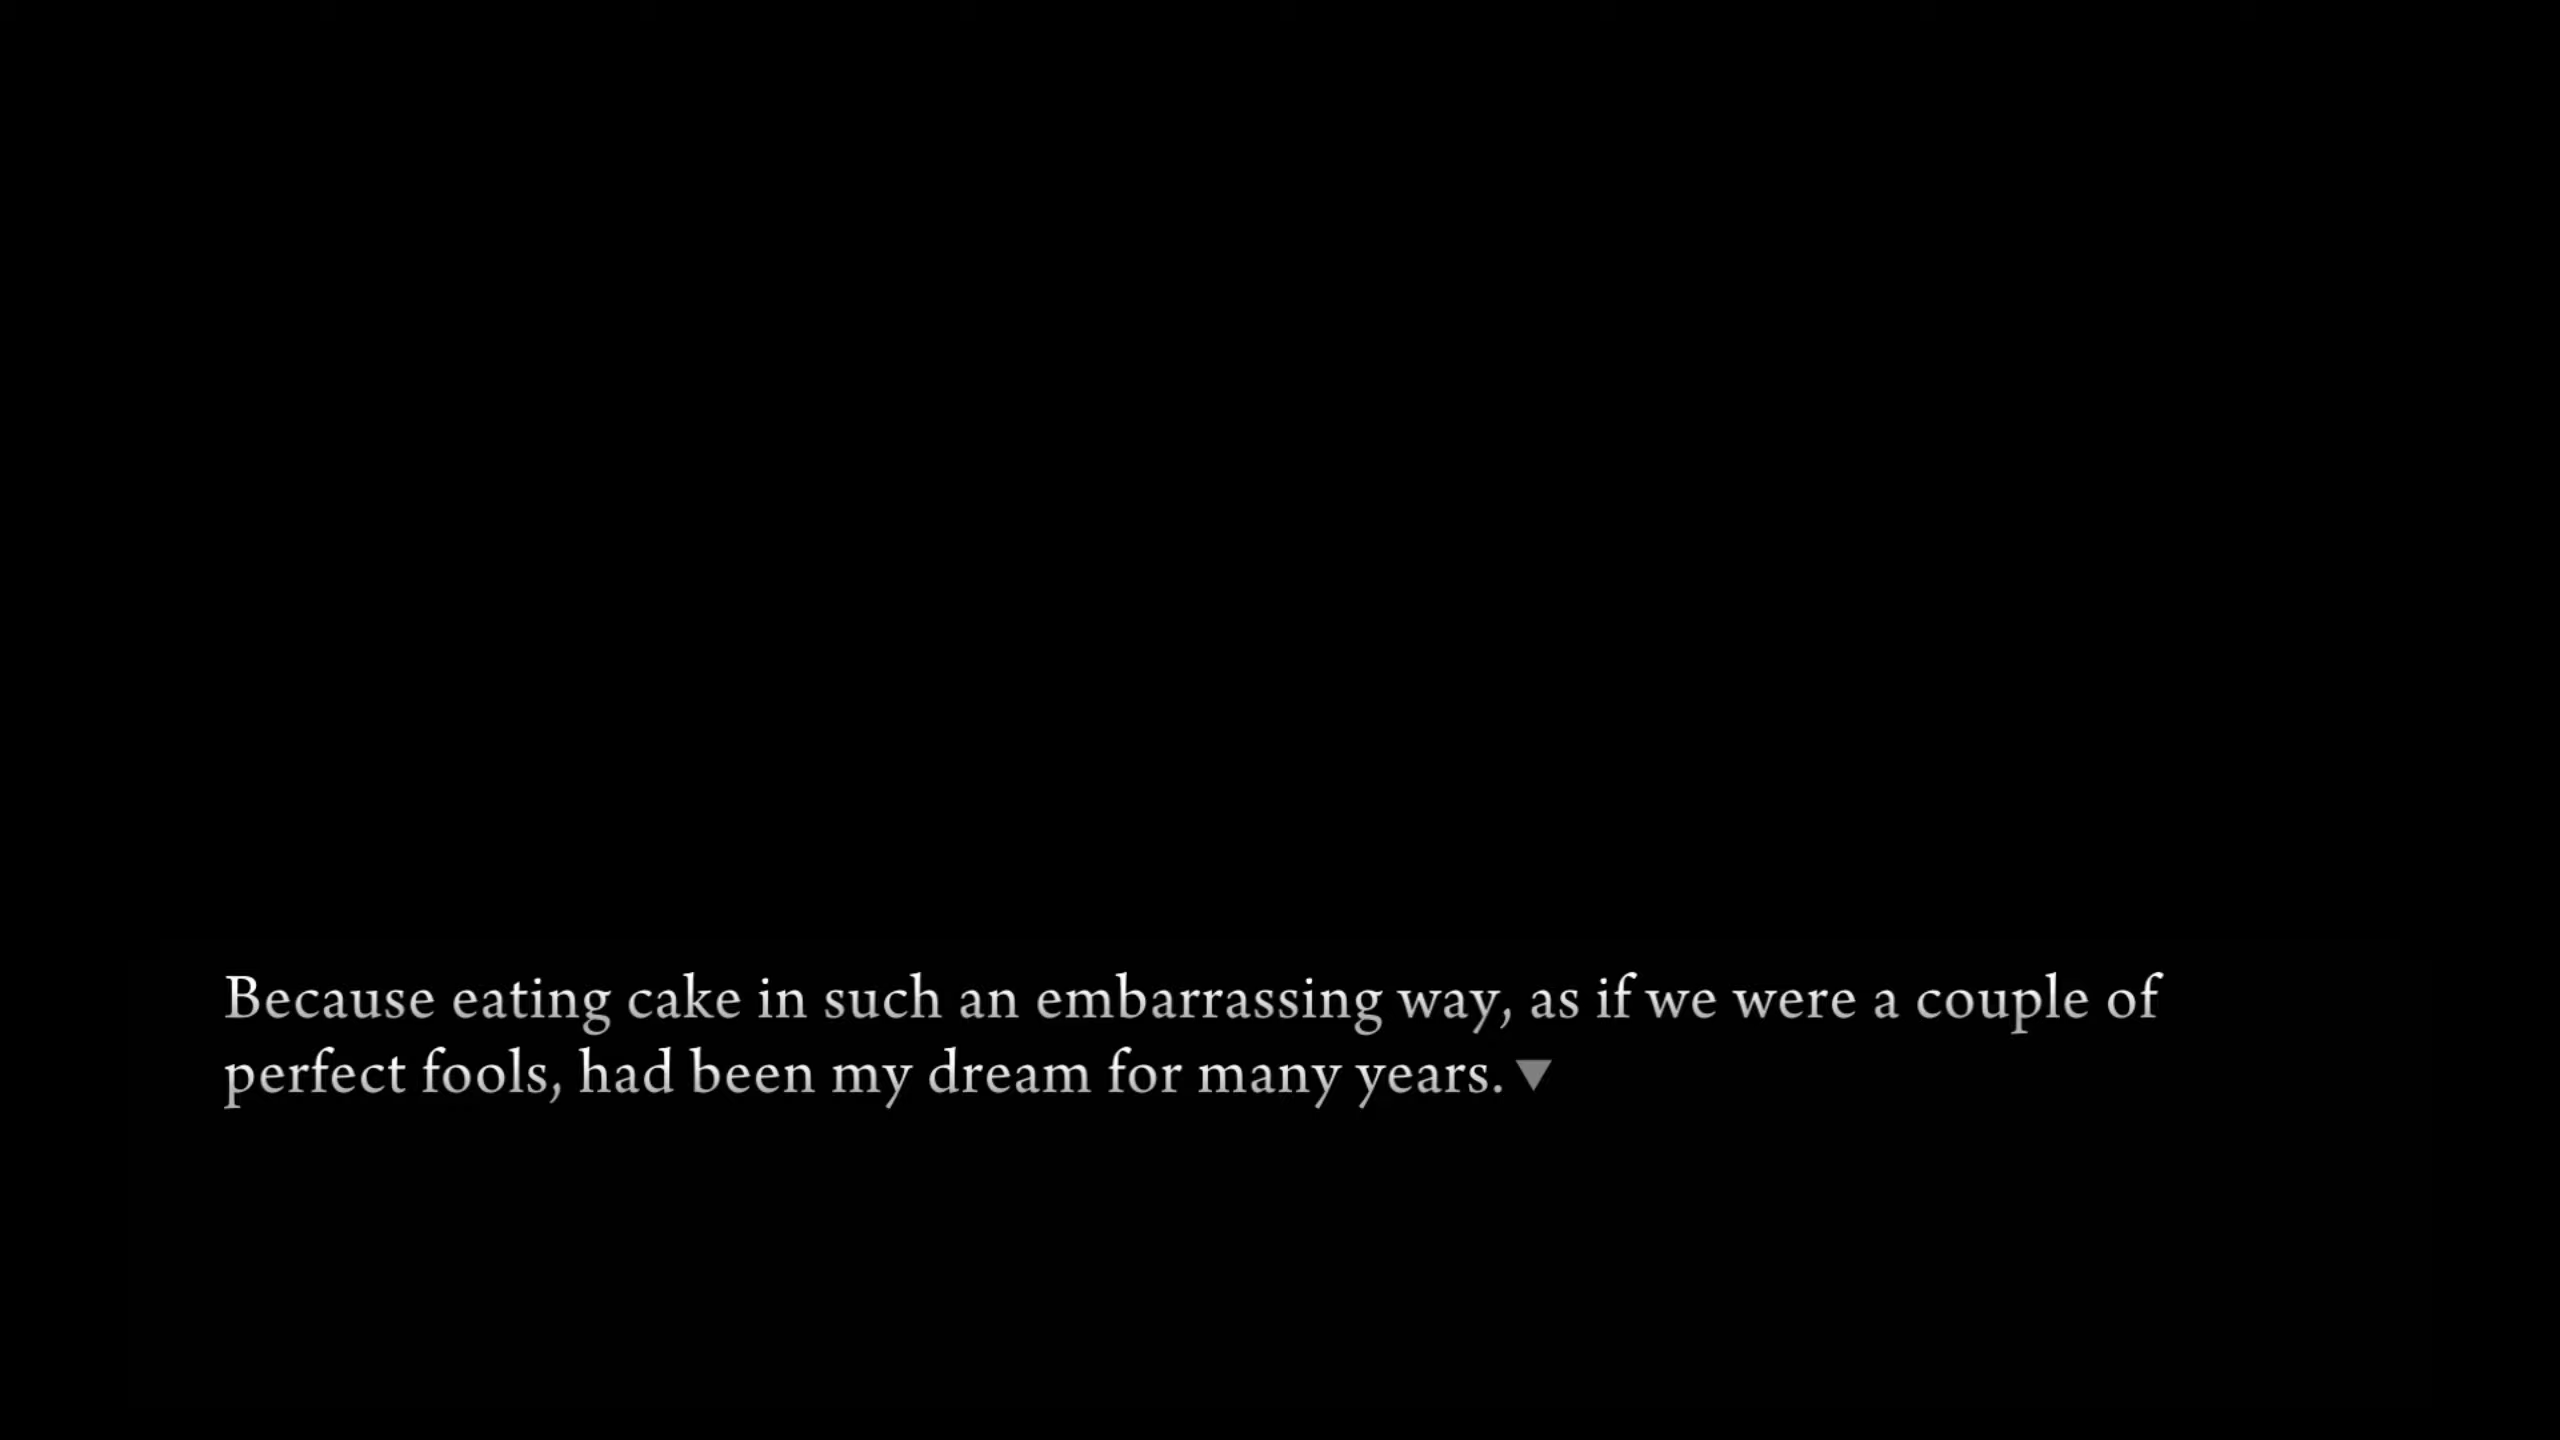 Because eating cake in such an embarrassing way, as if we were a couple of
perfect fools, had been my dream for many years.